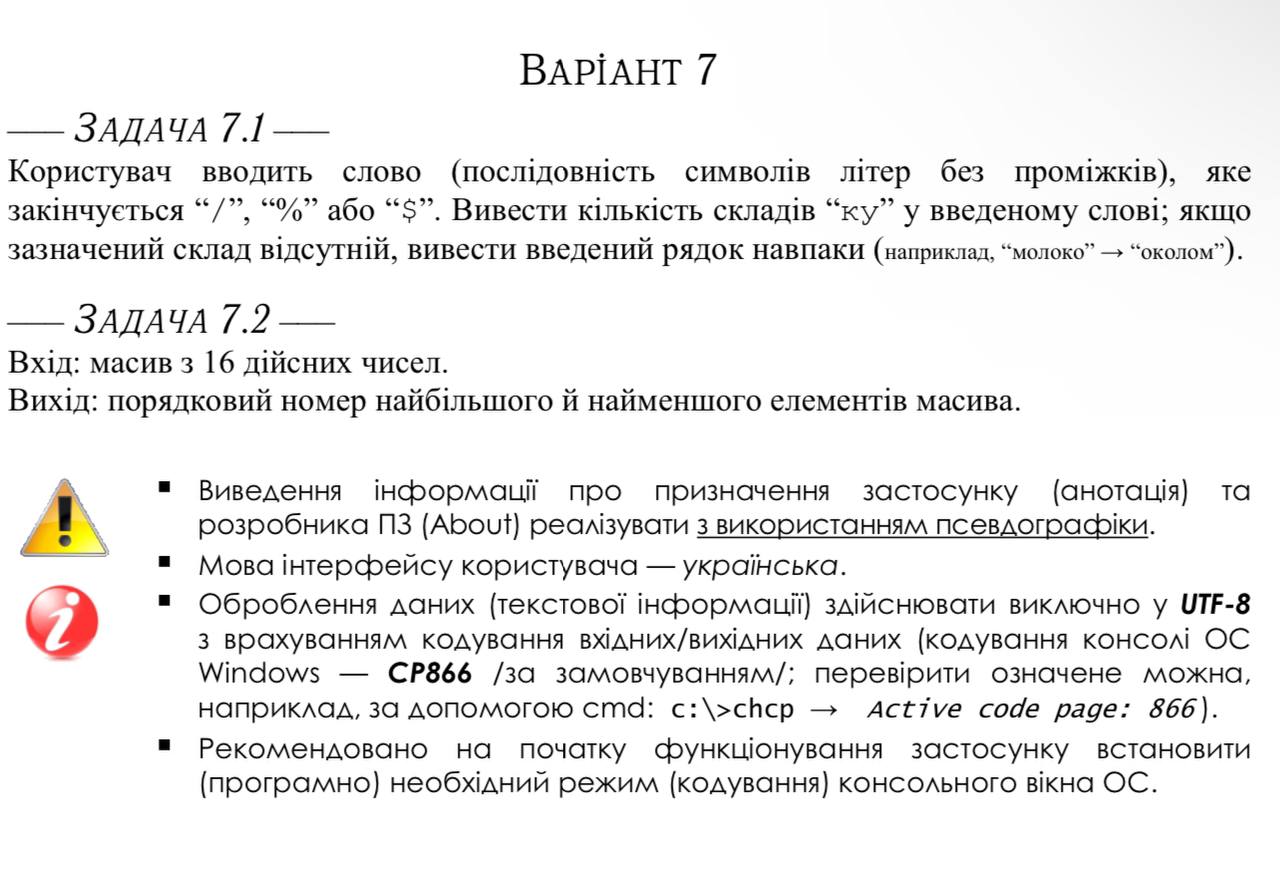 Варіант 7
—— Задача 7.1 ——
Користувач вводить слово (послідовність символів літер без проміжків), яке
закінчується “/”, “%” або “$”. Вивести кількість складів “ку” у введеному слові; якщо
зазначений склад відсутній, вивести введений рядок навпаки (наприклад, “молоко” → “околом”).
—— Задача 7.2 ——
Вхід: масив з 16 дійсних чисел.
Вихід: порядковий номер найбільшого й найменшого елементів масива.
▪ Виведення інформації про призначення застосунку (анотація) та
розробника ПЗ (About) реалізувати з використанням псевдографіки.
▪ Мова інтерфейсу користувача — українська.
▪ Оброблення даних (текстової інформації) здійснювати виключно у UTF-8
з врахуванням кодування вхідних/вихідних даних (кодування консолі ОС
Windows — CP866 /за замовчуванням/; перевірити означене можна,
наприклад, за допомогою cmd: c:\>chcp → Active code page: 866).
▪ Рекомендовано на початку функціонування застосунку встановити
(програмно) необхідний режим (кодування) консольного вікна ОС.